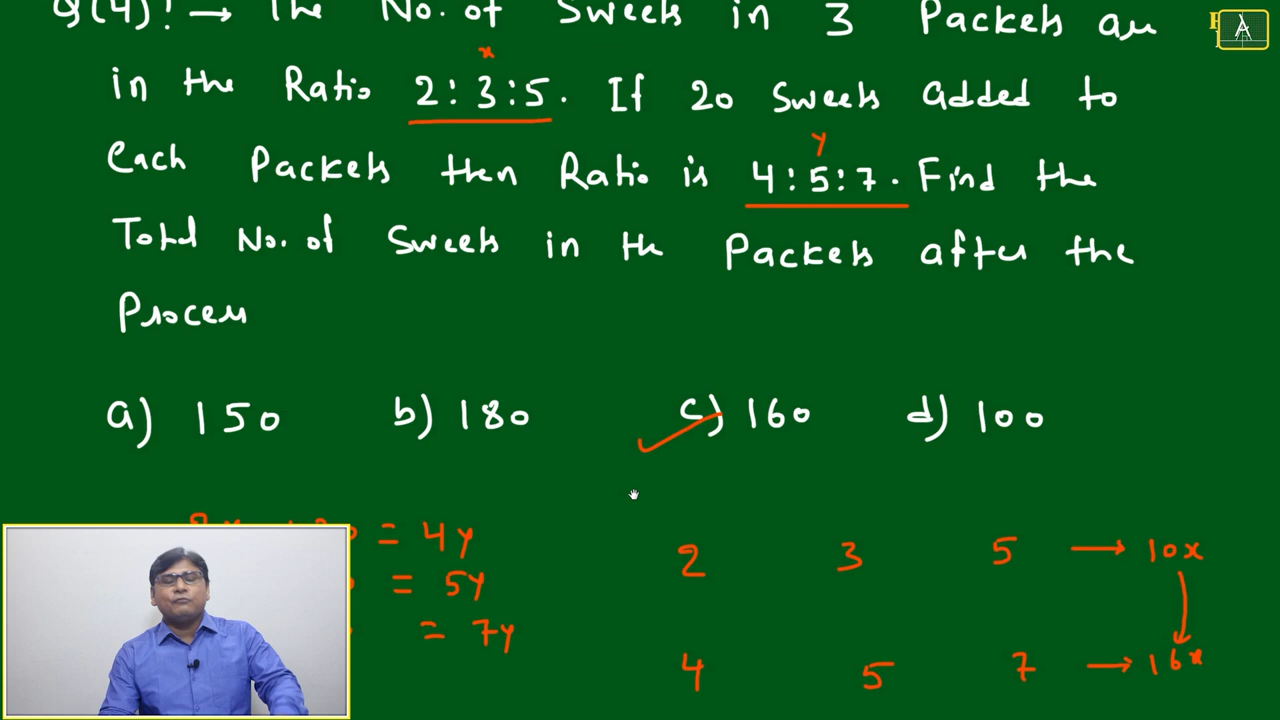 Q(4)! → The No. of Sweets in 3 Packets are
x
in the Ratio 2 : 3 : 5. If 20 Sweets added to
y
each Packets then Ratio is 4 : 5 : 7. Find the
Total No. of Sweets in the Packets after the
Process
a) 150 b) 180 c) 160 d) 100
= 4y
= 5y
= 7y
2 3 5 → 10x
4 5 7 → 16x